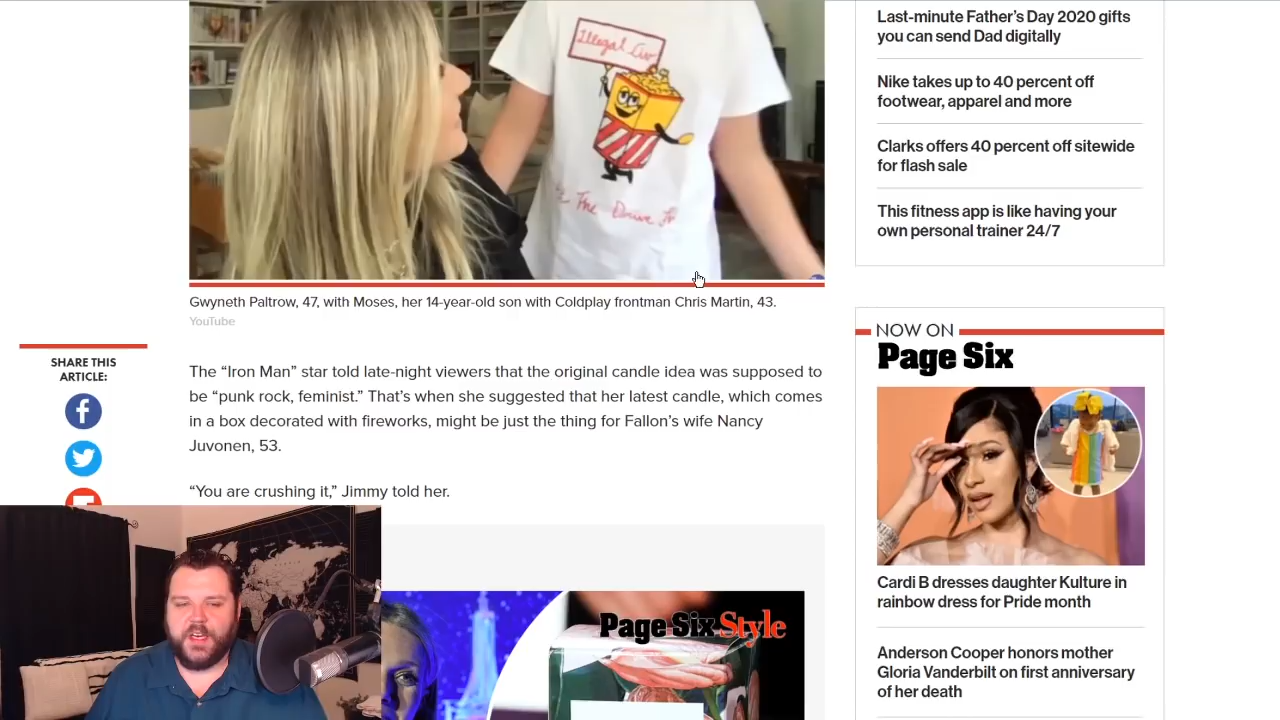 Illegal Civ
The Drive In
Gwyneth Paltrow, 47, with Moses, her 14-year-old son with Coldplay frontman Chris Martin, 43.
YouTube
SHARE THIS
ARTICLE:
The “Iron Man” star told late-night viewers that the original candle idea was supposed to
be “punk rock, feminist.” That’s when she suggested that her latest candle, which comes
in a box decorated with fireworks, might be just the thing for Fallon’s wife Nancy
Juvonen, 53.
“You are crushing it,” Jimmy told her.
Page Six Style
Last-minute Father’s Day 2020 gifts
you can send Dad digitally
Nike takes up to 40 percent off
footwear, apparel and more
Clarks offers 40 percent off sitewide
for flash sale
This fitness app is like having your
own personal trainer 24/7
NOW ON
Page Six
Cardi B dresses daughter Kulture in
rainbow dress for Pride month
Anderson Cooper honors mother
Gloria Vanderbilt on first anniversary
of her death